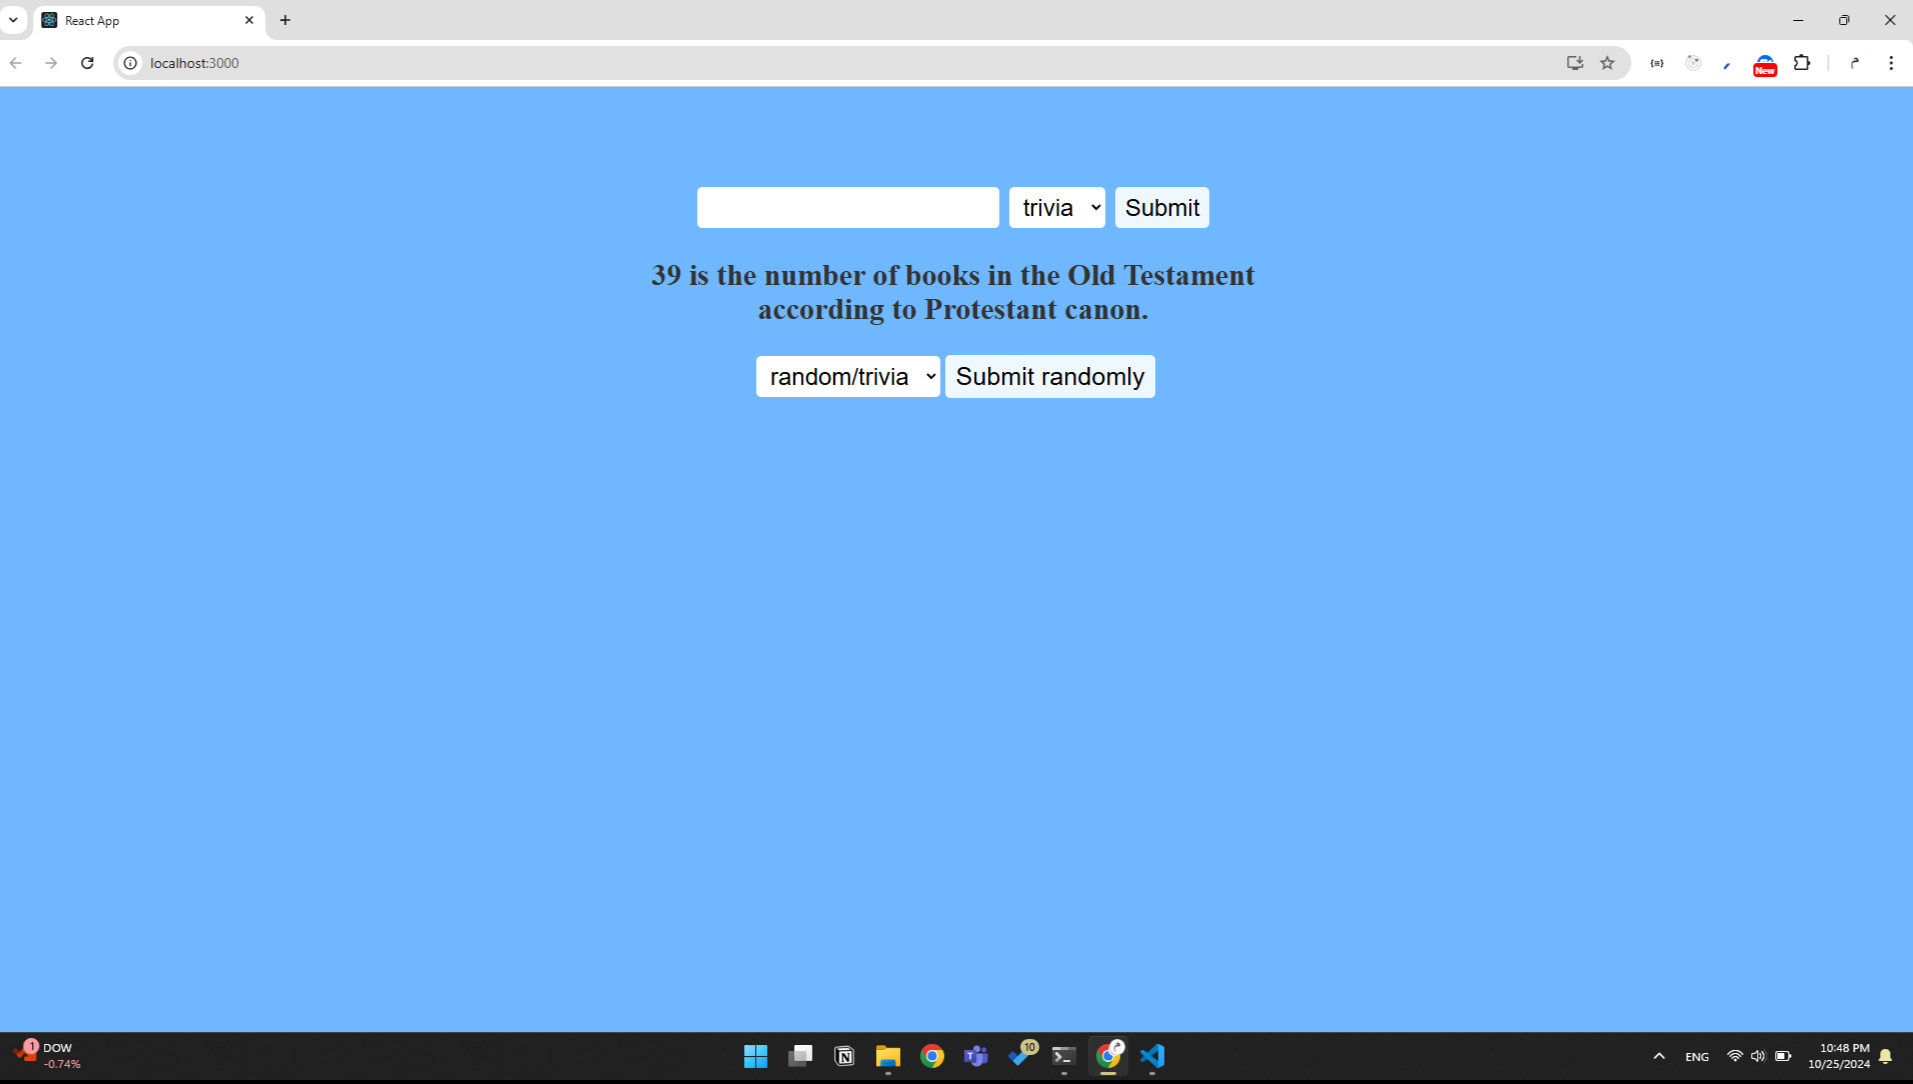 React App
localhost:3000
New
trivia
Submit
39 is the number of books in the Old Testament
according to Protestant canon.
random/trivia
Submit randomly
1
DOW
-0.74%
10
ENG
10:48 PM
10/25/2024